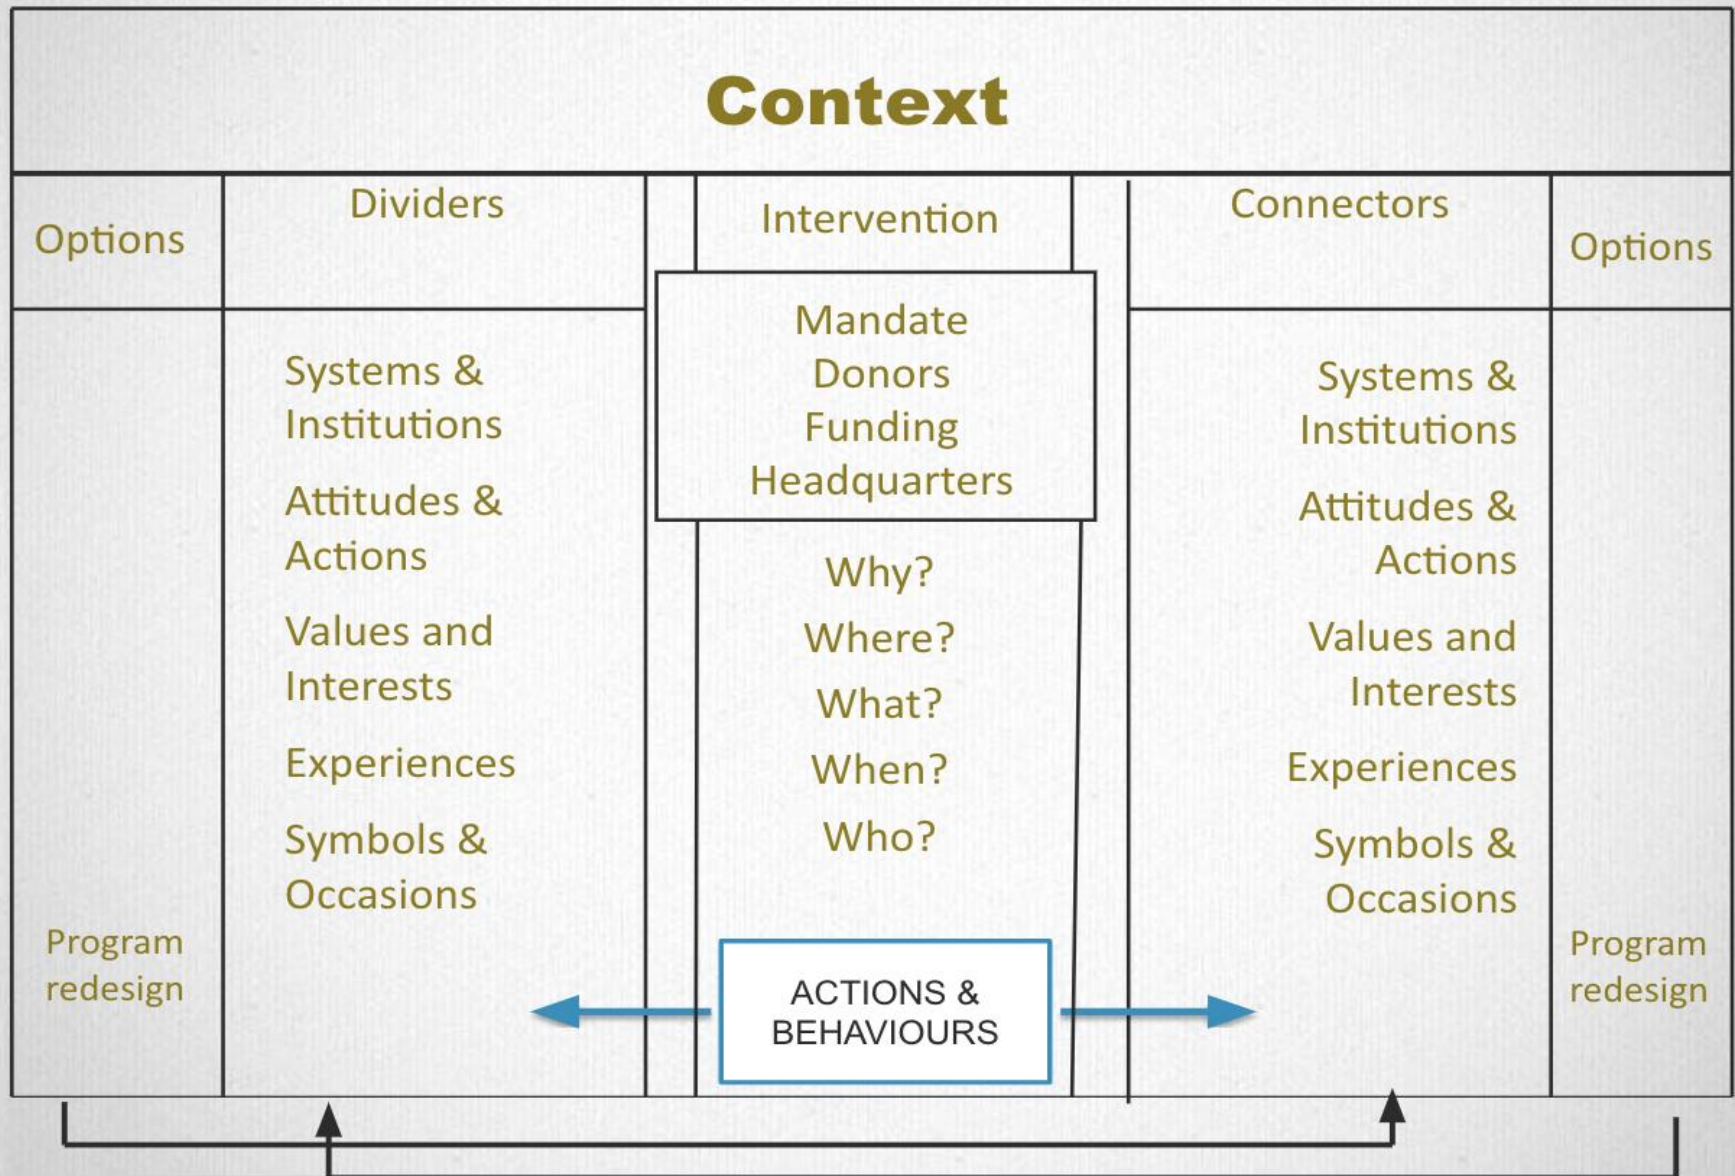 Context
Options
Dividers
Intervention
Connectors
Options
Systems &
Institutions
Attitudes &
Actions
Values and
Interests
Experiences
Symbols &
Occasions
Program
redesign
Mandate
Donors
Funding
Headquarters
Why?
Where?
What?
When?
Who?
ACTIONS &
BEHAVIOURS
Systems &
Institutions
Attitudes &
Actions
Values and
Interests
Experiences
Symbols &
Occasions
Program
redesign